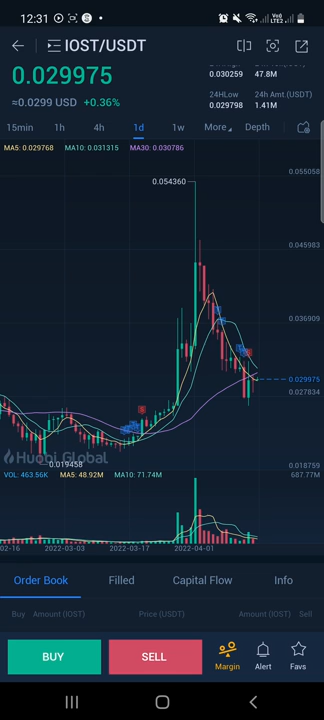 12:31
Vo) LTE2
IOST/USDT
0.029975
≈0.0299 USD +0.36%
0.030259 47.8M
24HLow 24h Amt.(USDT)
0.029798 1.41M
15min 1h 4h 1d 1w More Depth
MA5: 0.029768 MA10: 0.031315 MA30: 0.030786
0.055058
0.054360
0.045983
0.036909
0.029975
0.027834
Huobi Global
0.019458
0.018759
VOL: 463.56K MA5: 48.92M MA10: 71.74M 687.77M
02-16 2022-03-03 2022-03-17 2022-04-01
Order Book Filled Capital Flow Info
Buy Amount (IOST) Price (USDT) Amount (IOST) Sell
BUY SELL Margin Alert Favs